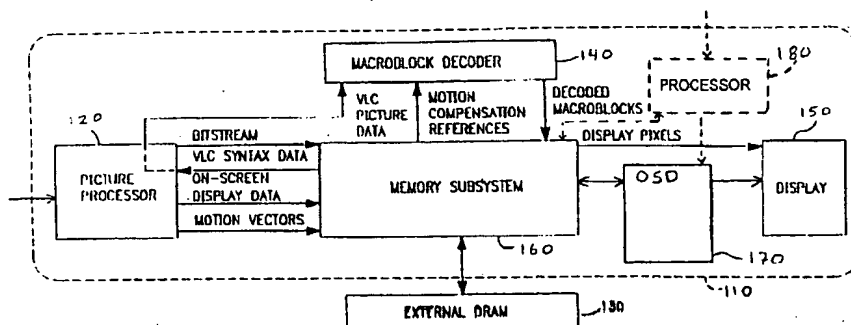 MACROBLOCK DECODER
140
180
PROCESSOR
VLC
PICTURE
DATA
MOTION
COMPENSATION
REFERENCES
DECODED
MACROBLOCKS
120
BITSTREAM
VLC SYNTAX DATA
ON-SCREEN
DISPLAY DATA
MOTION VECTORS
PICTURE
PROCESSOR
DISPLAY PIXELS
150
MEMORY SUBSYSTEM
OSD
DISPLAY
160
170
110
EXTERNAL DRAM
130